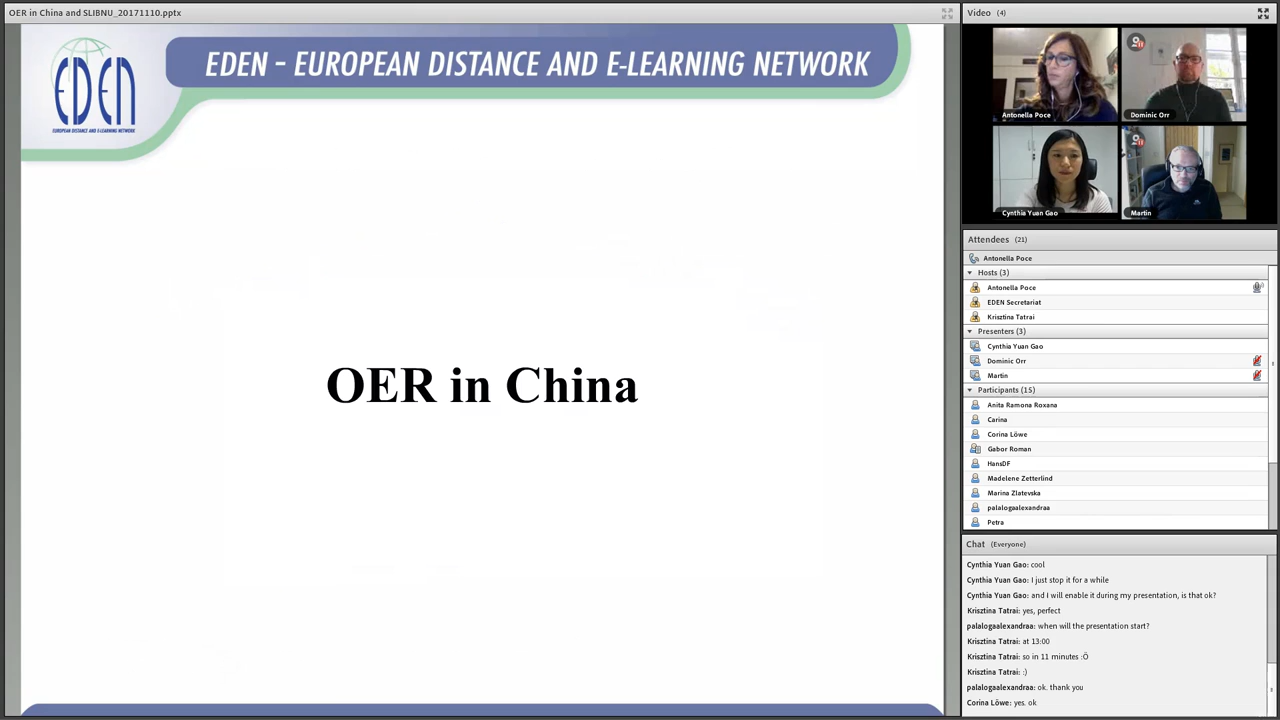 OER in China and SLIBNU_20171110.pptx
EDEN
EUROPEAN DISTANCE AND E-LEARNING NETWORK
EDEN – EUROPEAN DISTANCE AND E-LEARNING NETWORK
OER in China
Video (4)
Antonella Poce
Dominic Orr
Cynthia Yuan Gao
Martin
Attendees (21)
Antonella Poce
Hosts (3)
Antonella Poce
EDEN Secretariat
Krisztina Tatrai
Presenters (3)
Cynthia Yuan Gao
Dominic Orr
Martin
Participants (15)
Anita Ramona Roxana
Carina
Corina Löwe
Gabor Roman
HansDF
Madelene Zetterlind
Marina Zlatevska
palalogaalexandraa
Petra
Chat (Everyone)
Cynthia Yuan Gao: cool
Cynthia Yuan Gao: I just stop it for a while
Cynthia Yuan Gao: and I will enable it during my presentation, is that ok?
Krisztina Tatrai: yes, perfect
palalogaalexandraa: when will the presentation start?
Krisztina Tatrai: at 13:00
Krisztina Tatrai: so in 11 minutes :Ö
Krisztina Tatrai: :)
palalogaalexandraa: ok. thank you
Corina Löwe: yes. ok